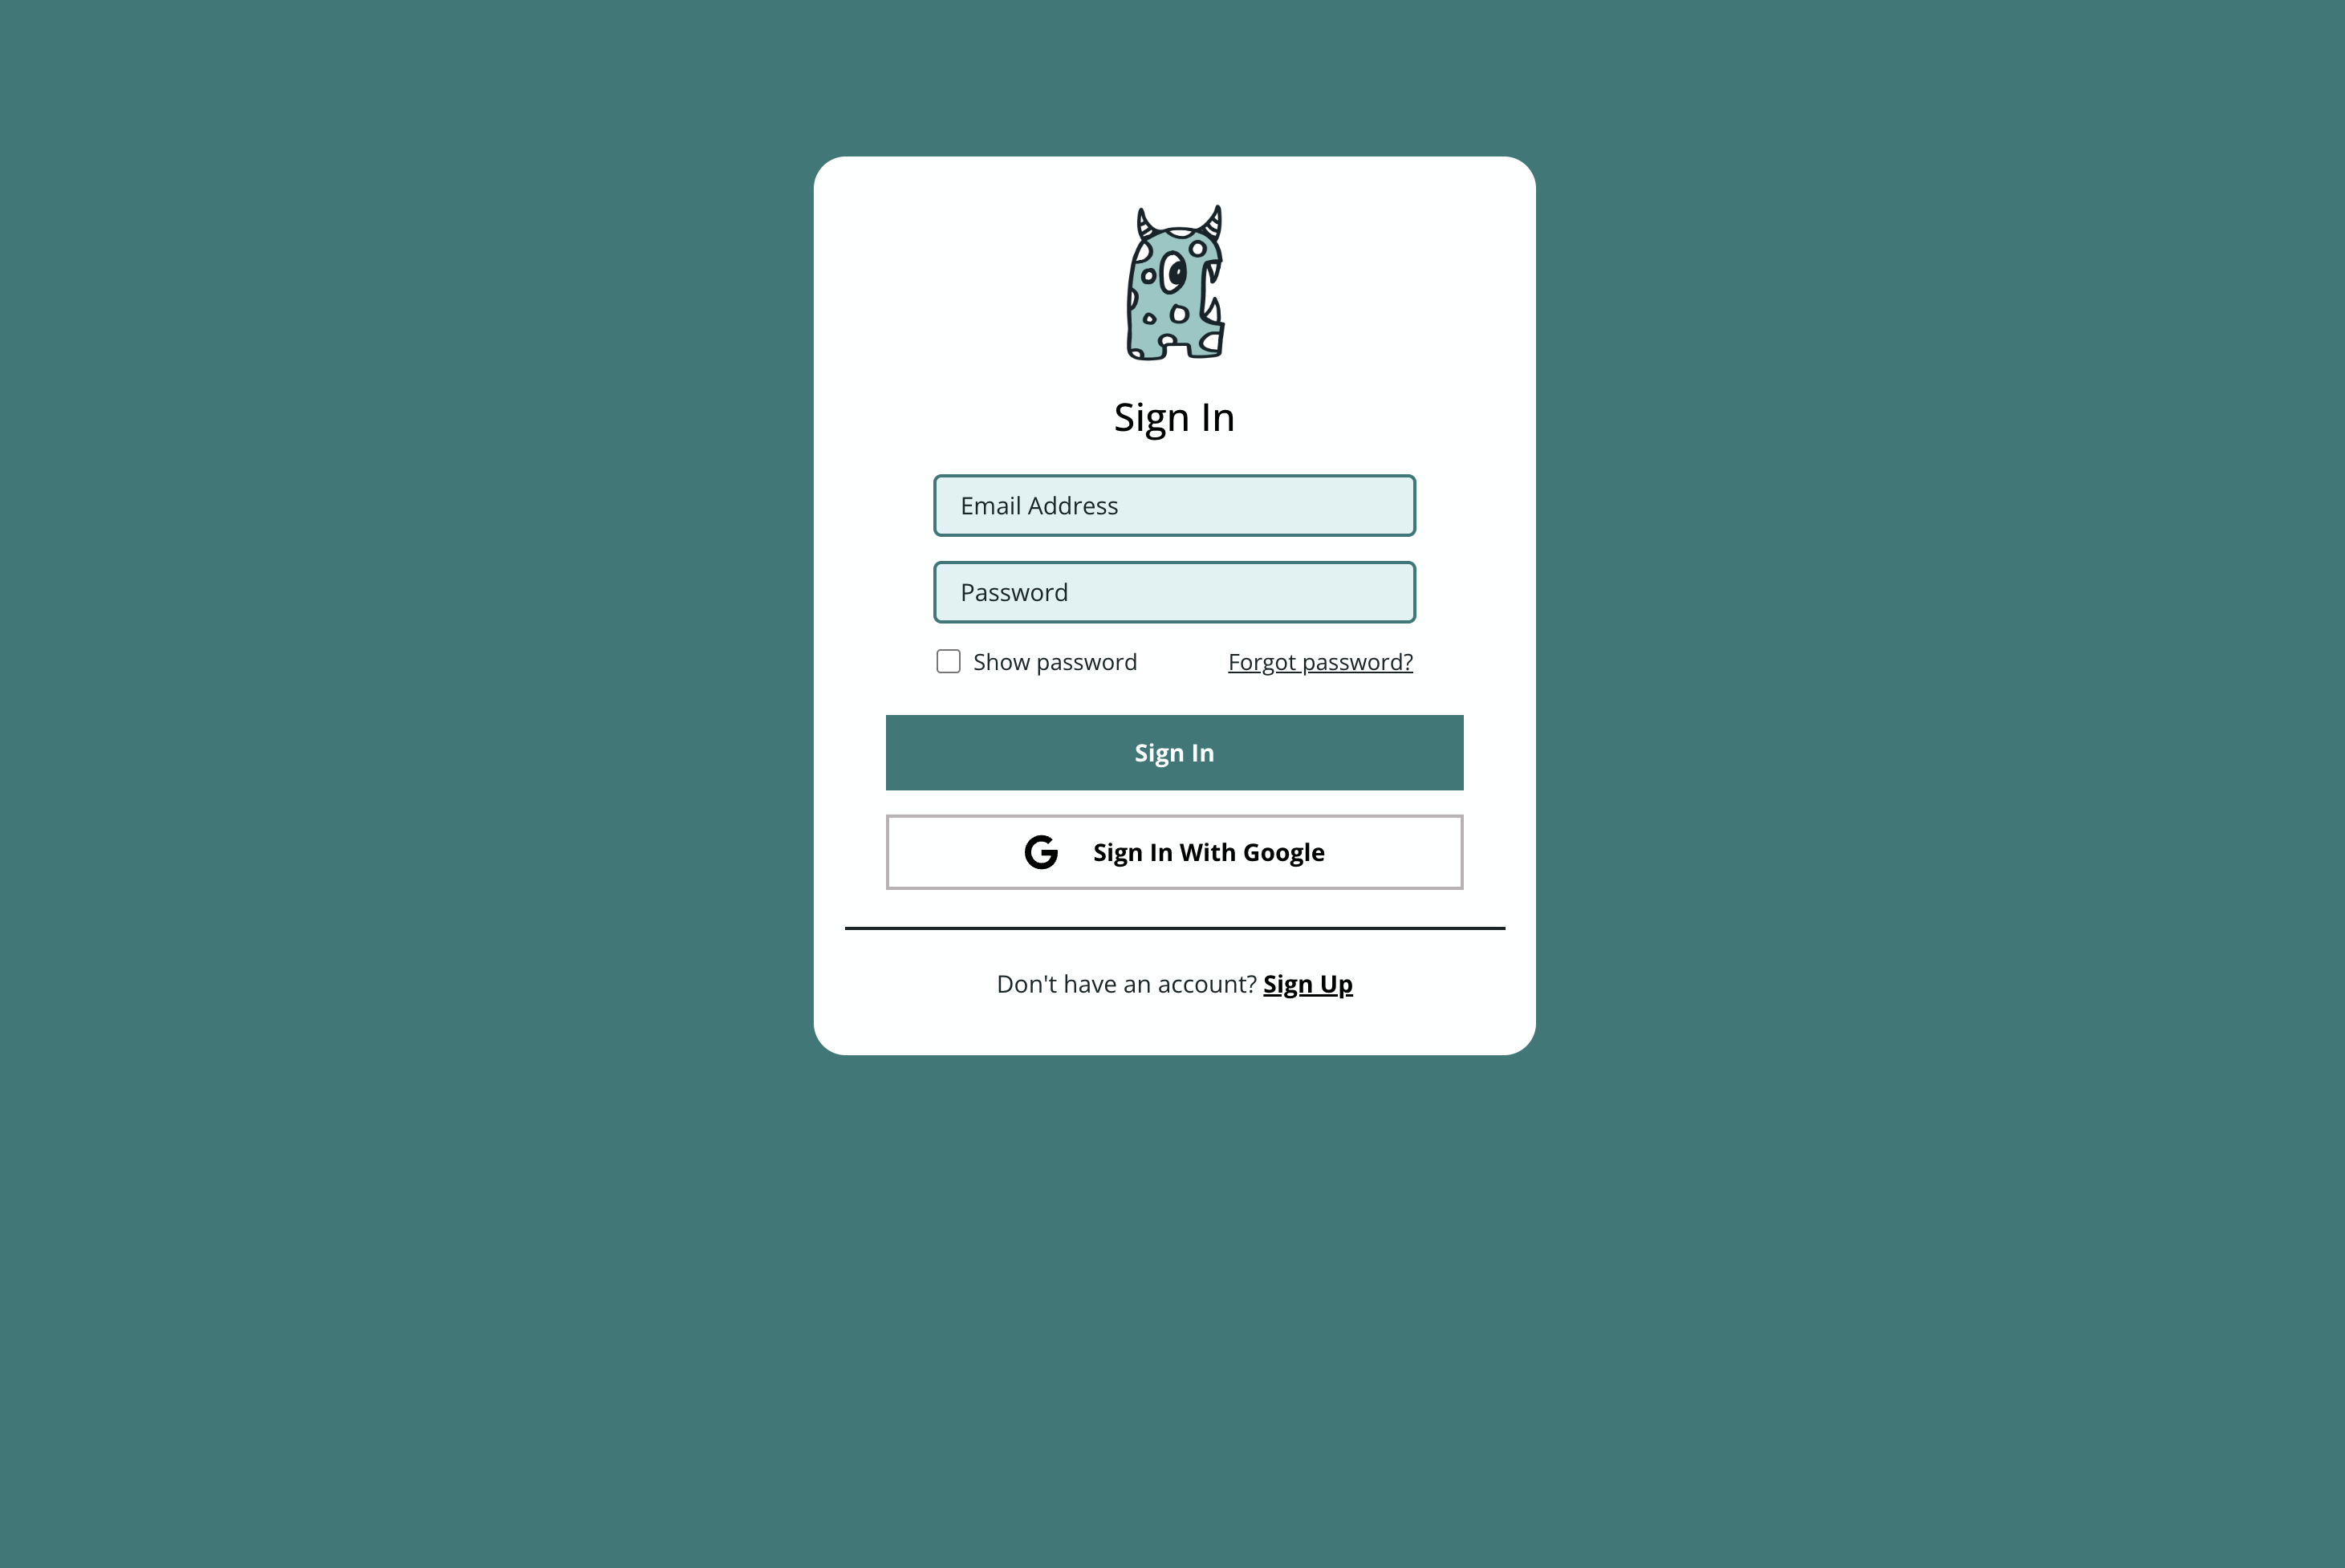 Sign In
Email Address
Password
Show password Forgot password?
Sign In
G Sign In With Google
Don't have an account? Sign Up